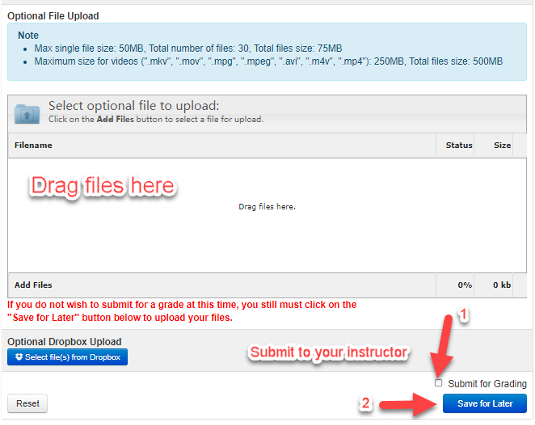 Optional File Upload
Note
• Max single file size: 50MB, Total number of files: 30, Total files size: 75MB
• Maximum size for videos (".mkv", ".mov", ".mpg", ".mpeg", ".avi", ".m4v", ".mp4"): 250MB, Total files size: 500MB
Select optional file to upload:
Click on the Add Files button to select a file for upload.
Filename Status Size
Drag files here
Drag files here.
Add Files 0% 0 kb
If you do not wish to submit for a grade at this time, you still must click on the
"Save for Later" button below to upload your files.
1
Optional Dropbox Upload
Select file(s) from Dropbox
Submit to your instructor
Submit for Grading
Reset
2
Save for Later